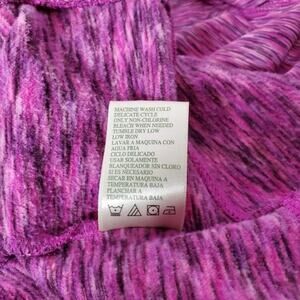 MACHINE WASH COLD
DELICATE CYCLE
ONLY NON-CHLORINE
BLEACH WHEN NEEDED
TUMBLE DRY LOW
LOW IRON
LAVAR A MAQUINA CON
AGUA FRIA
CICLO DELICADO
USAR SOLAMENTE
BLANQUEADOR SIN CLORO
SI ES NECESARIO
SECAR EN MAQUINA A
TEMPERATURA BAJA
PLANCHAR A
TEMPERATURA BAJA